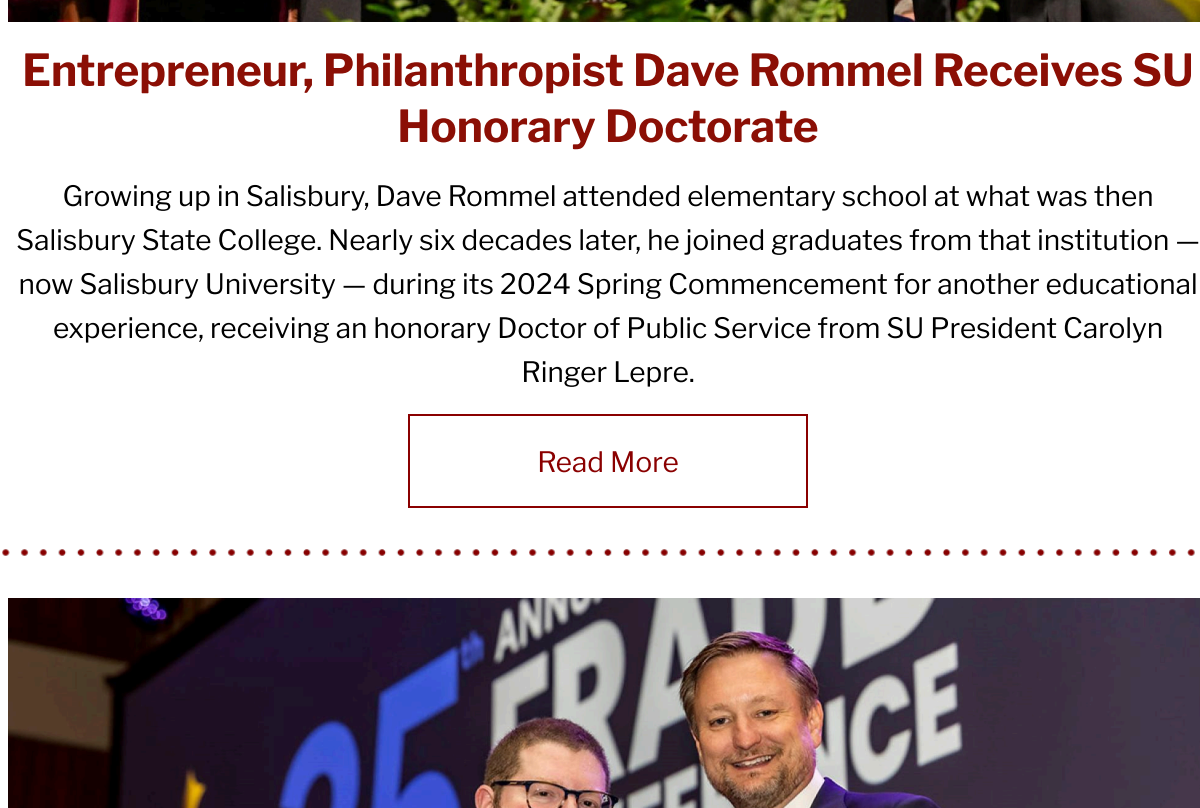 Entrepreneur, Philanthropist Dave Rommel Receives SU
Honorary Doctorate
Growing up in Salisbury, Dave Rommel attended elementary school at what was then
Salisbury State College. Nearly six decades later, he joined graduates from that institution —
now Salisbury University — during its 2024 Spring Commencement for another educational
experience, receiving an honorary Doctor of Public Service from SU President Carolyn
Ringer Lepre.
Read More
35th
FRAUD